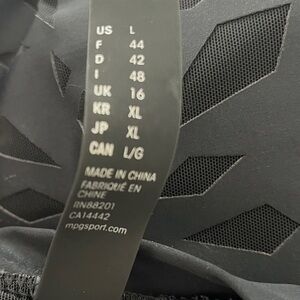 US L
F 44
D 42
I 48
UK 16
KR XL
JP XL
CAN L/G
MADE IN CHINA
FABRIQUÉ EN
CHINE
RN88201
CA14442
mpgsport.com